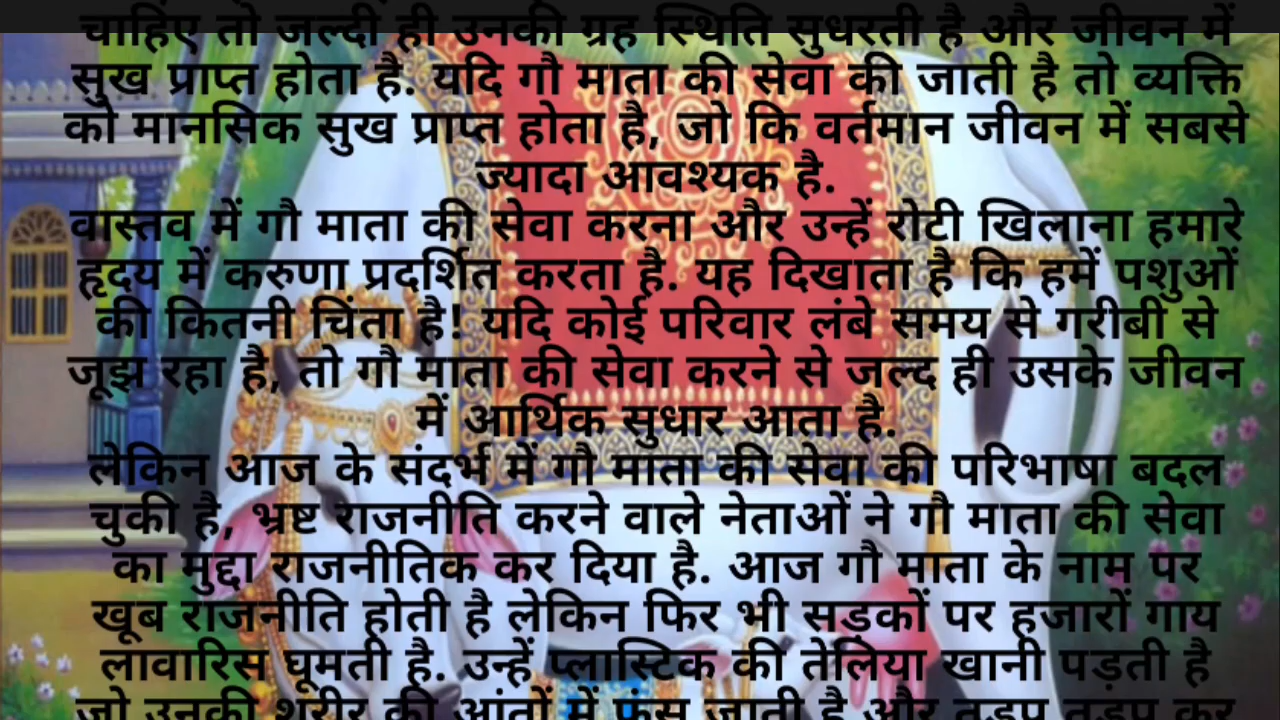 चाहिए तो जल्दी ही उनकी ग्रह स्थिति सुधरती है और जीवन में
सुख प्राप्त होता है. यदि गौ माता की सेवा की जाती है तो व्यक्ति
को मानसिक सुख प्राप्त होता है, जो कि वर्तमान जीवन में सबसे
ज्यादा आवश्यक है.
वास्तव में गौ माता की सेवा करना और उन्हें रोटी खिलाना हमारे
हृदय में करुणा प्रदर्शित करता है. यह दिखाता है कि हमें पशुओं
की कितनी चिंता है! यदि कोई परिवार लंबे समय से गरीबी से
जूझ रहा है, तो गौ माता की सेवा करने से जल्द ही उसके जीवन
में आर्थिक सुधार आता है.
लेकिन आज के संदर्भ में गौ माता की सेवा की परिभाषा बदल
चुकी है, भ्रष्ट राजनीति करने वाले नेताओं ने गौ माता की सेवा
का मुद्दा राजनीतिक कर दिया है. आज गौ माता के नाम पर
खूब राजनीति होती है लेकिन फिर भी सड़कों पर हजारों गाय
लावारिस घूमती है. उन्हें प्लास्टिक की तेलिया खानी पड़ती है
जो उनकी शरीर की आंतों में फंस जाती है और तड़प तड़प कर